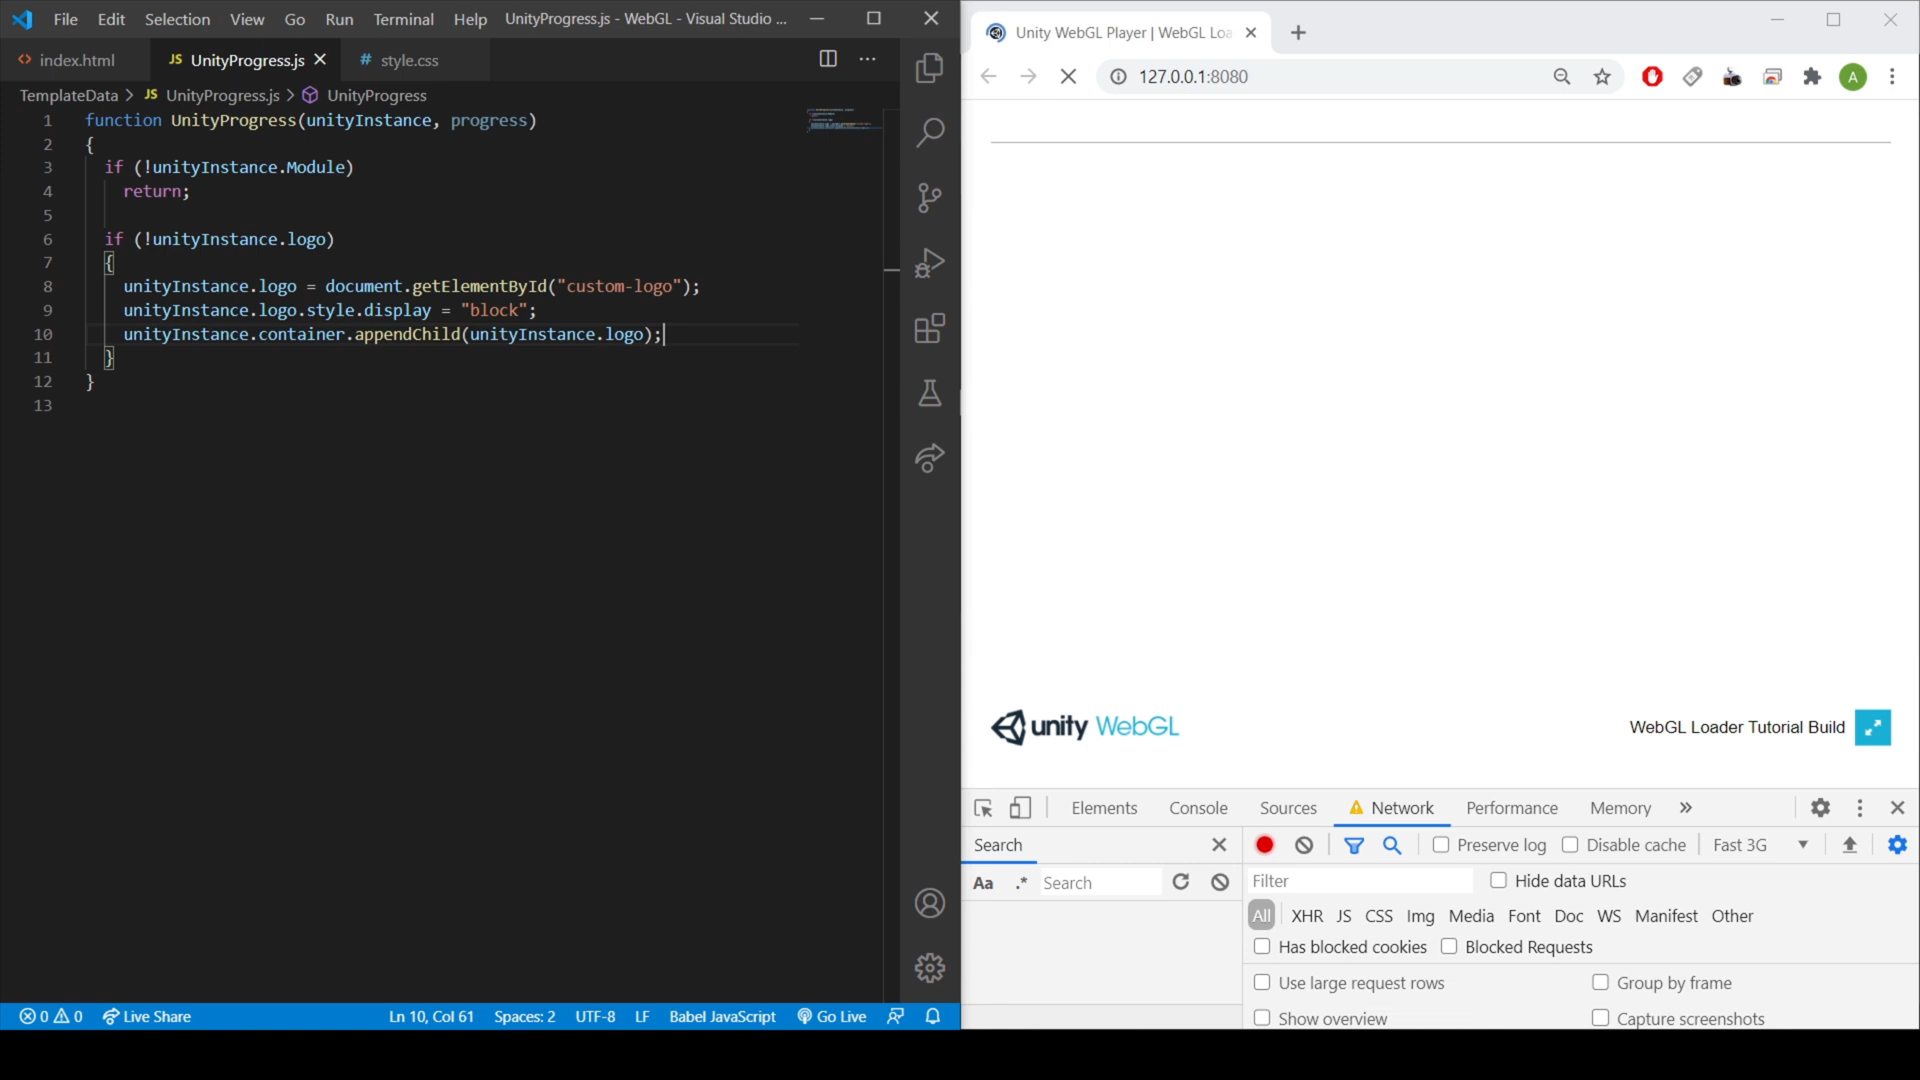 File Edit Selection View Go Run Terminal Help UnityProgress.js - WebGL - Visual Studio ...
index.html JS UnityProgress.js # style.css
TemplateData > JS UnityProgress.js > UnityProgress
1 function UnityProgress(unityInstance, progress)
2 {
3 if (!unityInstance.Module)
4 return;
5
6 if (!unityInstance.logo)
7 {
8 unityInstance.logo = document.getElementById("custom-logo");
9 unityInstance.logo.style.display = "block";
10 unityInstance.container.appendChild(unityInstance.logo);
11 }
12 }
13
0 0 Live Share Ln 10, Col 61 Spaces: 2 UTF-8 LF Babel JavaScript Go Live
Unity WebGL Player | WebGL Loa
127.0.0.1:8080
A
unity WebGL
WebGL Loader Tutorial Build
Elements Console Sources Network Performance Memory
Search
Preserve log Disable cache Fast 3G
Aa .* Search
Filter Hide data URLs
All XHR JS CSS Img Media Font Doc WS Manifest Other
Has blocked cookies Blocked Requests
Use large request rows Group by frame
Show overview Capture screenshots